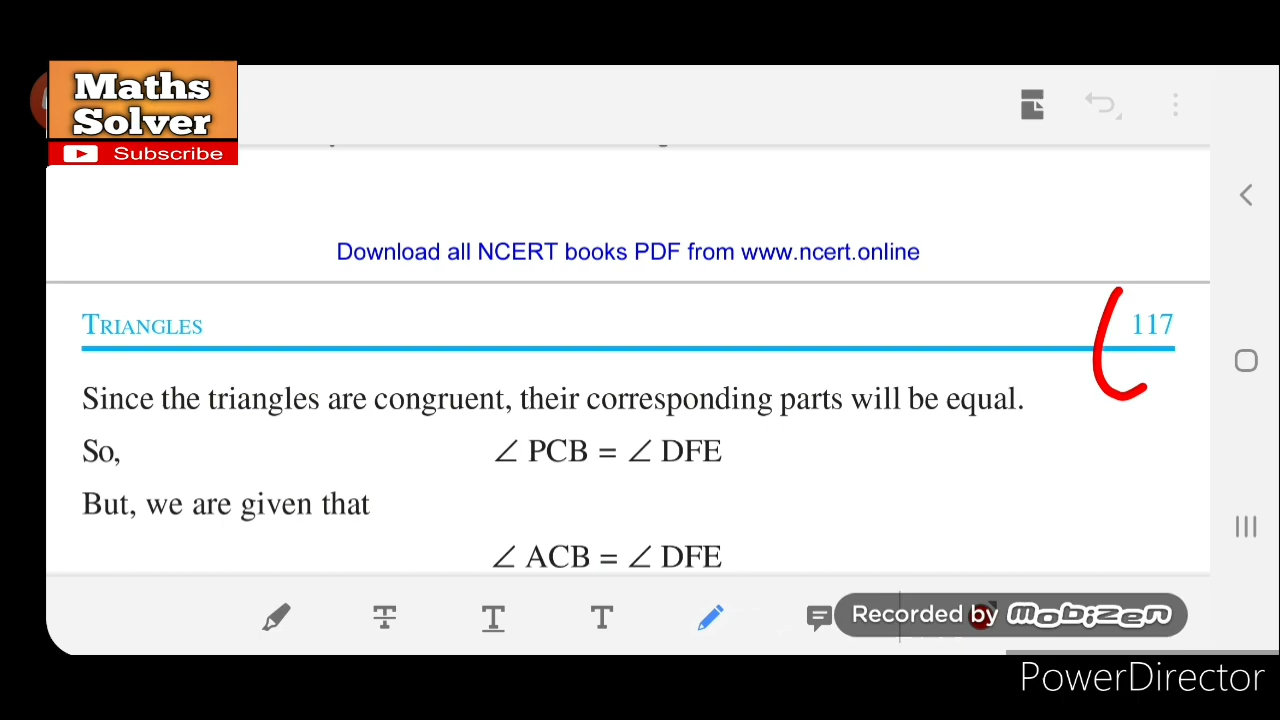 Maths
Solver
Subscribe
Download all NCERT books PDF from www.ncert.online
TRIANGLES
117
Since the triangles are congruent, their corresponding parts will be equal.
So, ∠ PCB = ∠ DFE
But, we are given that
∠ ACB = ∠ DFE
T T T
Recorded by mobizen
PowerDirector